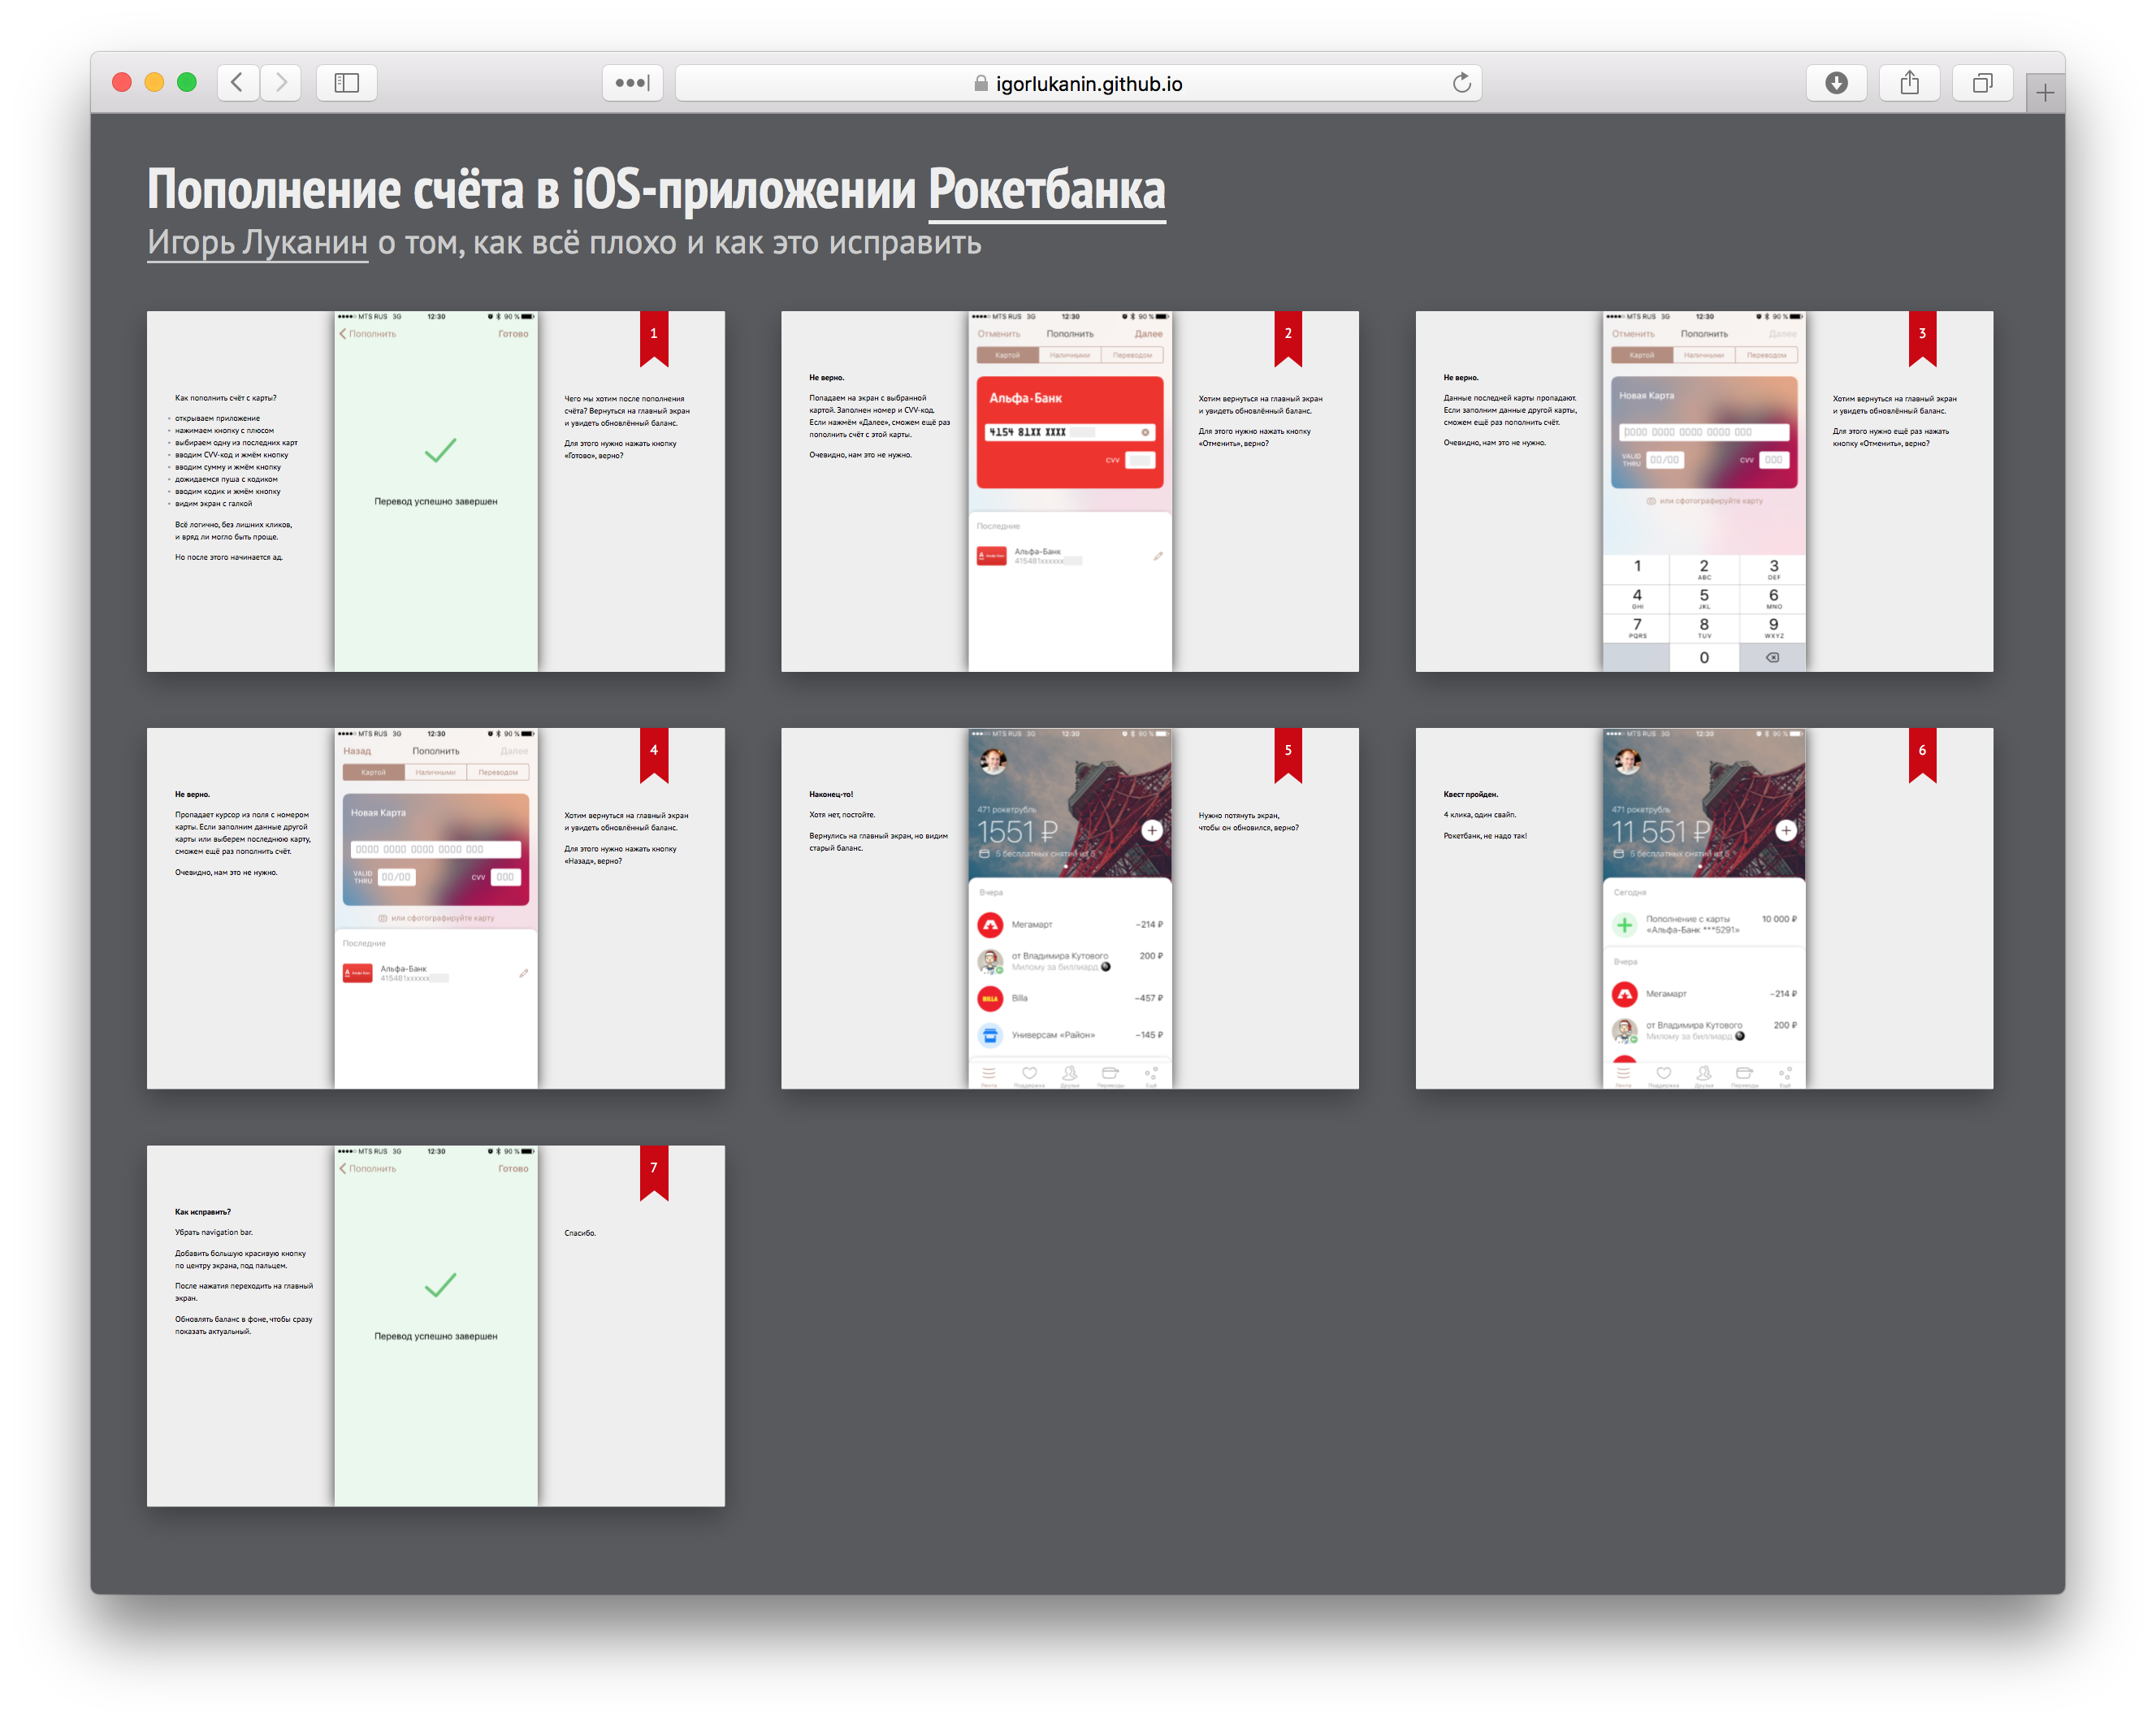 igorlukanin.github.io
Пополнение счёта в iOS-приложении Рокетбанка
Игорь Луканин о том, как всё плохо и как это исправить
Как пополнить счёт с карты?
открываем приложение
нажимаем кнопку с плюсом
выбираем одну из последних карт
вводим CVV-код и жмём кнопку
вводим сумму и жмём кнопку
дожидаемся пуша с кодиком
вводим кодик и жмём кнопку
видим экран с галкой
Всё логично, без лишних кликов,
и вряд ли могло быть проще.
Но после этого начинается ад.
MTS RUS 3G 12:30 90 %
Пополнить Готово
Перевод успешно завершен
1
Чего мы хотим после пополнения
счёта? Вернуться на главный экран
и увидеть обновлённый баланс.
Для этого нужно нажать кнопку
«Готово», верно?
Не верно.
Попадаем на экран с выбранной
картой. Заполнен номер и CVV-код.
Если нажмём «Далее», сможем ещё раз
пополнить счёт с этой карты.
Очевидно, нам это не нужно.
MTS RUS 3G 12:30 90 %
Отменить Пополнить Далее
Картой Наличными Переводом
Альфа·Банк
4154 81XX XXXX
CVV
Последние
Альфа-Банк
415481xxxxxx
2
Хотим вернуться на главный экран
и увидеть обновлённый баланс.
Для этого нужно нажать кнопку
«Отменить», верно?
Не верно.
Данные последней карты пропадают.
Если заполним данные другой карты,
сможем ещё раз пополнить счёт.
Очевидно, нам это не нужно.
MTS RUS 3G 12:30 90 %
Отменить Пополнить Далее
Картой Наличными Переводом
Новая Карта
0000 0000 0000 0000 000
VALID THRU 00/00 CVV 000
или сфотографируйте карту
1 2 ABC 3 DEF
4 GHI 5 JKL 6 MNO
7 PQRS 8 TUV 9 WXYZ
0
3
Хотим вернуться на главный экран
и увидеть обновлённый баланс.
Для этого нужно ещё раз нажать
кнопку «Отменить», верно?
Не верно.
Пропадает курсор из поля с номером
карты. Если заполним данные другой
карты или выберем последнюю карту,
сможем ещё раз пополнить счёт.
Очевидно, нам это не нужно.
MTS RUS 3G 12:30 90 %
Назад Пополнить Далее
Картой Наличными Переводом
Новая Карта
0000 0000 0000 0000 000
VALID THRU 00/00 CVV 000
или сфотографируйте карту
Последние
Альфа-Банк
415481xxxxxx
4
Хотим вернуться на главный экран
и увидеть обновлённый баланс.
Для этого нужно нажать кнопку
«Назад», верно?
Наконец-то!
Хотя нет, постойте.
Вернулись на главный экран, но видим
старый баланс.
MTS RUS 3G 12:30 90 %
471 рокетрубль
1551 ₽
5 бесплатных снятий из 5
Вчера
Мегамарт −214 ₽
от Владимира Кутового 200 ₽
Милому за биллиард
BILLA Billa −457 ₽
Универсам «Район» −145 ₽
Лента Поддержка Друзья Переводы Ещё
5
Нужно потянуть экран,
чтобы он обновился, верно?
Квест пройден.
4 клика, один свайп.
Рокетбанк, не надо так!
MTS RUS 3G 12:30 90 %
471 рокетрубль
11 551 ₽
5 бесплатных снятий из 5
Сегодня
Пополнение с карты 10 000 ₽
«Альфа-Банк ***5291»
Вчера
Мегамарт −214 ₽
от Владимира Кутового 200 ₽
Милому за биллиард
Лента Поддержка Друзья Переводы Ещё
6
Как исправить?
Убрать navigation bar.
Добавить большую красивую кнопку
по центру экрана, под пальцем.
После нажатия переходить на главный
экран.
Обновлять баланс в фоне, чтобы сразу
показать актуальный.
MTS RUS 3G 12:30 90 %
Пополнить Готово
Перевод успешно завершен
7
Спасибо.